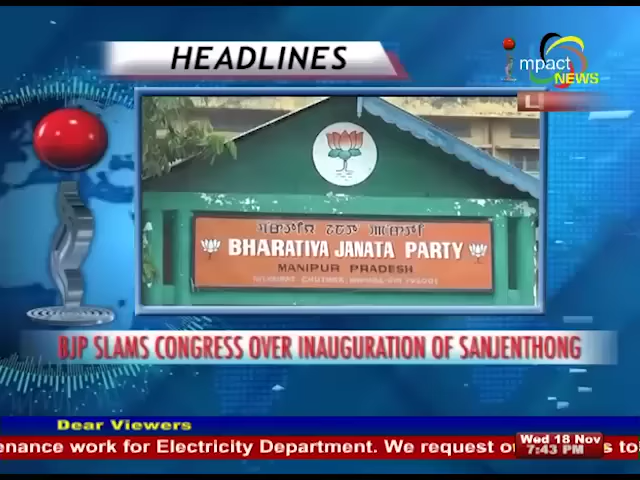 HEADLINES
mpact
NEWS
BHARATIYA JANATA PARTY
MANIPUR PRADESH
BJP SLAMS CONGRESS OVER INAUGURATION OF SANJENTHONG
Dear Viewers
enance work for Electricity Department. We request o
s to
Wed 18 Nov
7:43 PM